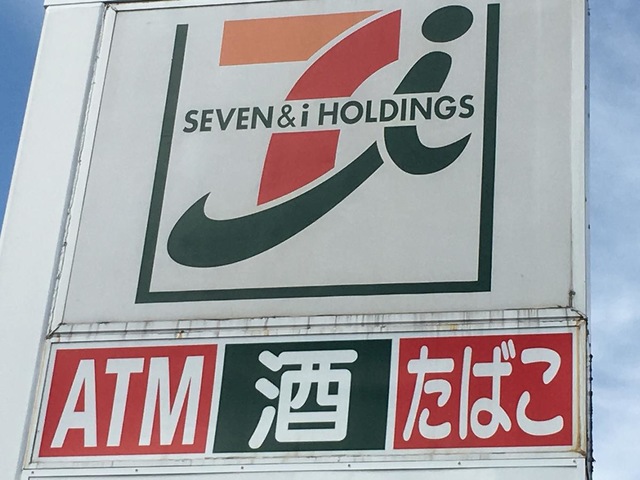 SEVEN&i HOLDINGS
ATM 酒 たばこ